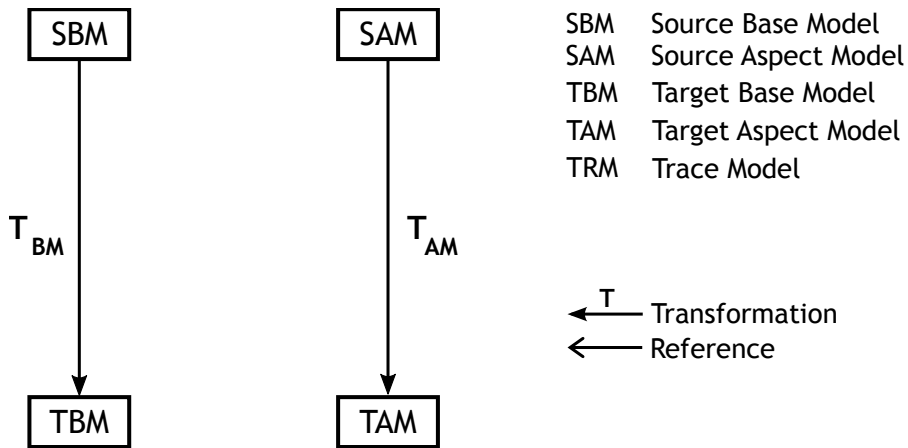 SBM
SAM
T BM
T AM
TBM
TAM
SBM Source Base Model
SAM Source Aspect Model
TBM Target Base Model
TAM Target Aspect Model
TRM Trace Model
T
Transformation
Reference